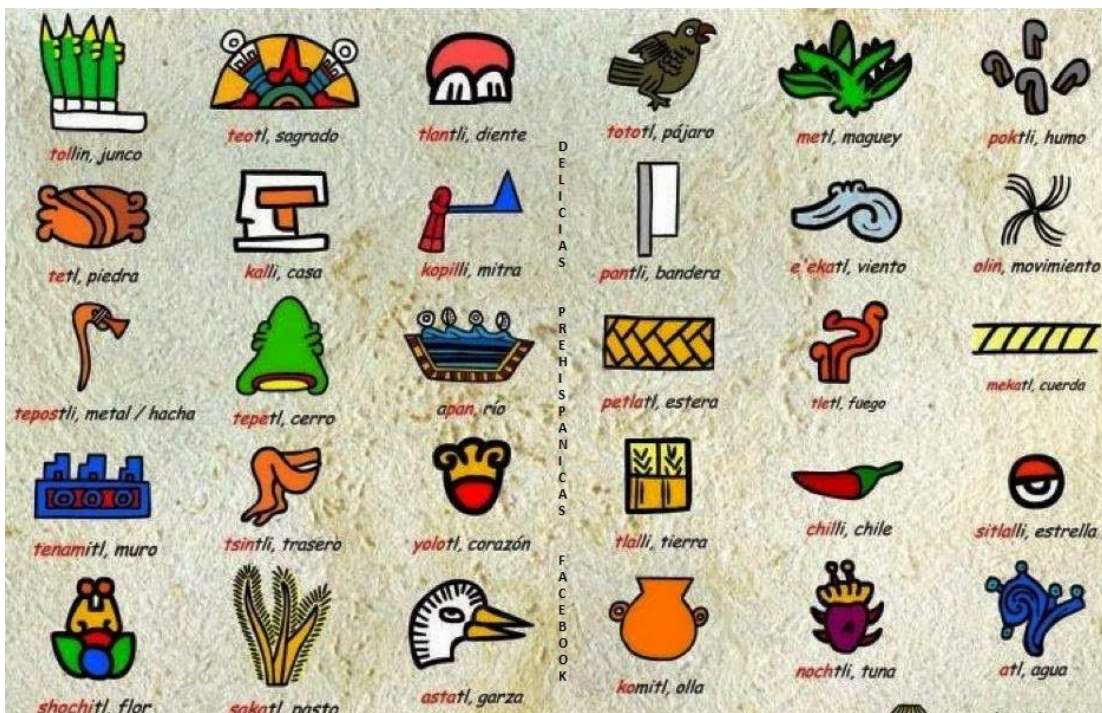 tollin, junco
teotl, sagrado
tlantli, diente
tototl, pájaro
metl, maguey
poktli, humo
tetl, piedra
kalli, casa
kopilli, mitra
pantli, bandera
e'ekatl, viento
olin, movimiento
tepostli, metal / hacha
tepetl, cerro
apan, río
petlatl, estera
tletl, fuego
mekatl, cuerda
tenamitl, muro
tsintli, trasero
yolotl, corazón
tlalli, tierra
chilli, chile
sitlalli, estrella
shochitl, flor
sakatl, pasto
astatl, garza
komitl, olla
nochtli, tuna
atl, agua
DELICIAS PREHISPANICAS FACEBOOK